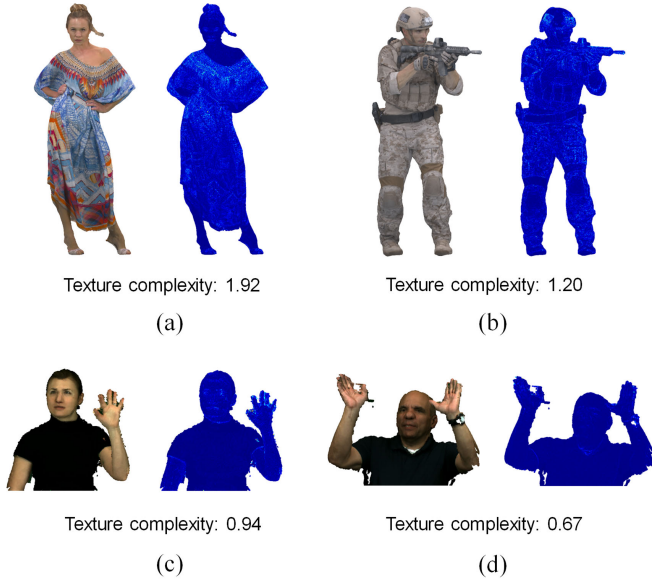 Texture complexity: 1.92
Texture complexity: 1.20
(a)
(b)
Texture complexity: 0.94
Texture complexity: 0.67
(c)
(d)